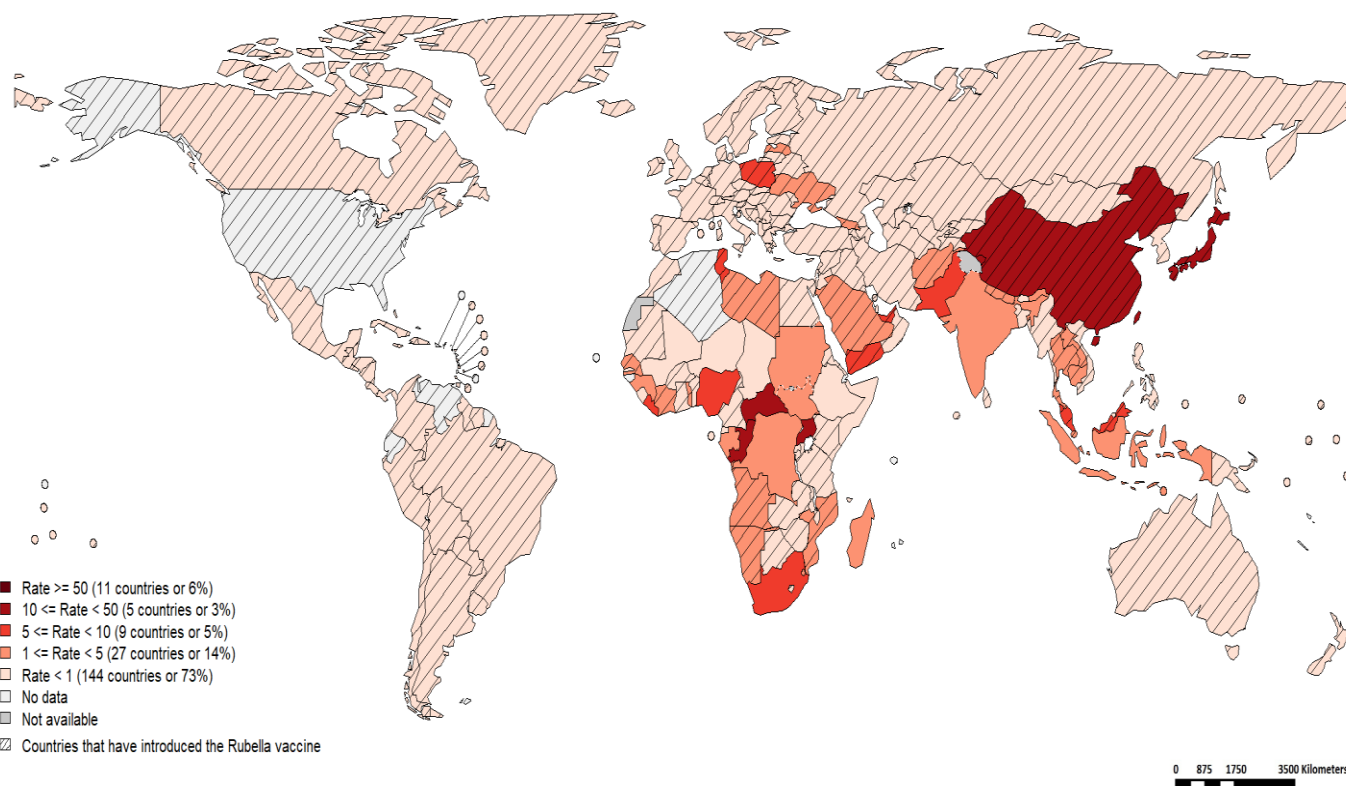 Rate >= 50 (11 countries or 6%)
10 <= Rate < 50 (5 countries or 3%)
5 <= Rate < 10 (9 countries or 5%)
1 <= Rate < 5 (27 countries or 14%)
Rate < 1 (144 countries or 73%)
No data
Not available
Countries that have introduced the Rubella vaccine
0 875 1750 3500 Kilometers